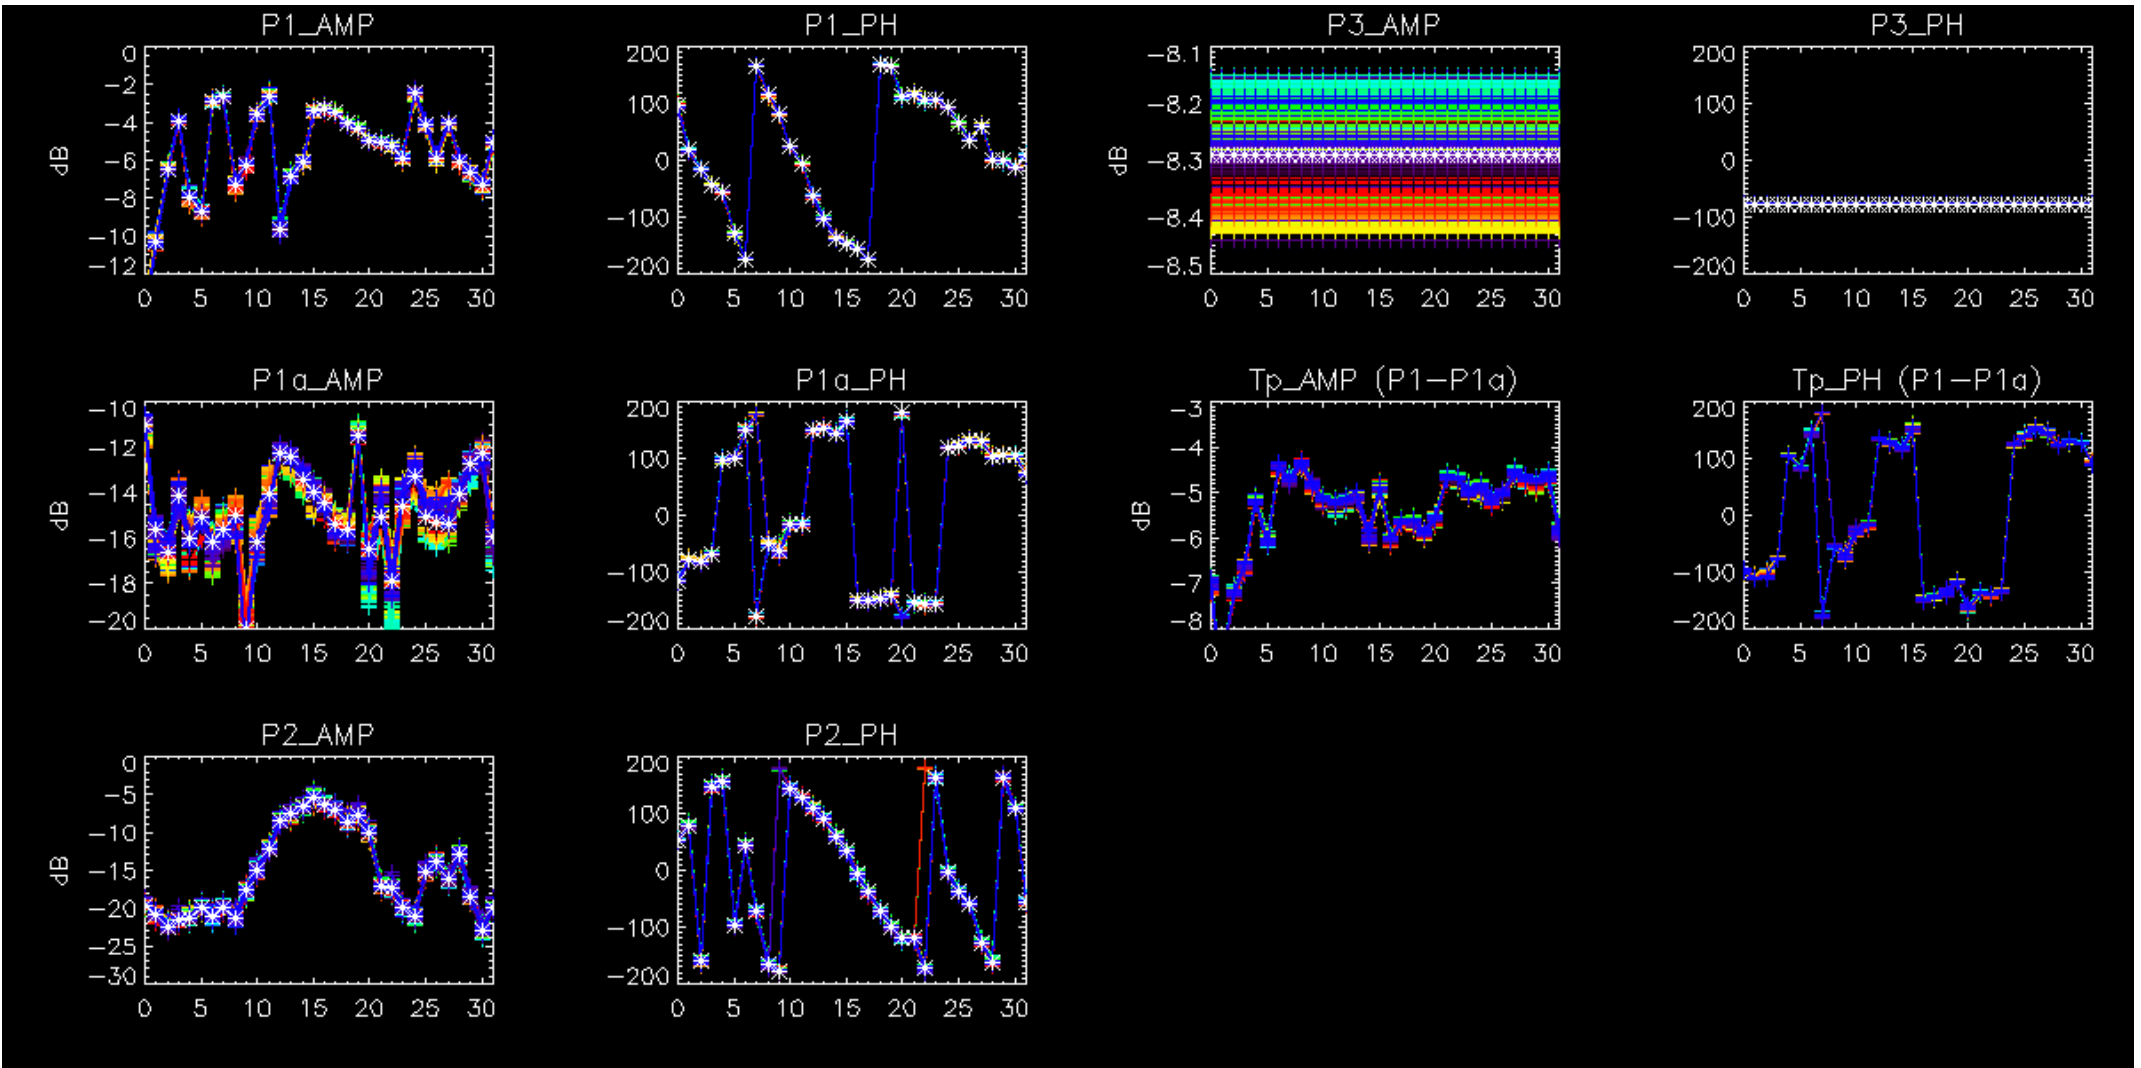 P1_AMP
P1_PH
P3_AMP
P3_PH
dB
0
−2
−4
−6
−8
−10
−12
0 5 10 15 20 25 30
200
100
0
−100
−200
0 5 10 15 20 25 30
dB
−8.1
−8.2
−8.3
−8.4
−8.5
0 5 10 15 20 25 30
200
100
0
−100
−200
0 5 10 15 20 25 30
P1a_AMP
P1a_PH
Tp_AMP (P1−P1a)
Tp_PH (P1−P1a)
dB
−10
−12
−14
−16
−18
−20
0 5 10 15 20 25 30
200
100
0
−100
−200
0 5 10 15 20 25 30
dB
−3
−4
−5
−6
−7
−8
0 5 10 15 20 25 30
200
100
0
−100
−200
0 5 10 15 20 25 30
P2_AMP
P2_PH
dB
0
−5
−10
−15
−20
−25
−30
0 5 10 15 20 25 30
200
100
0
−100
−200
0 5 10 15 20 25 30